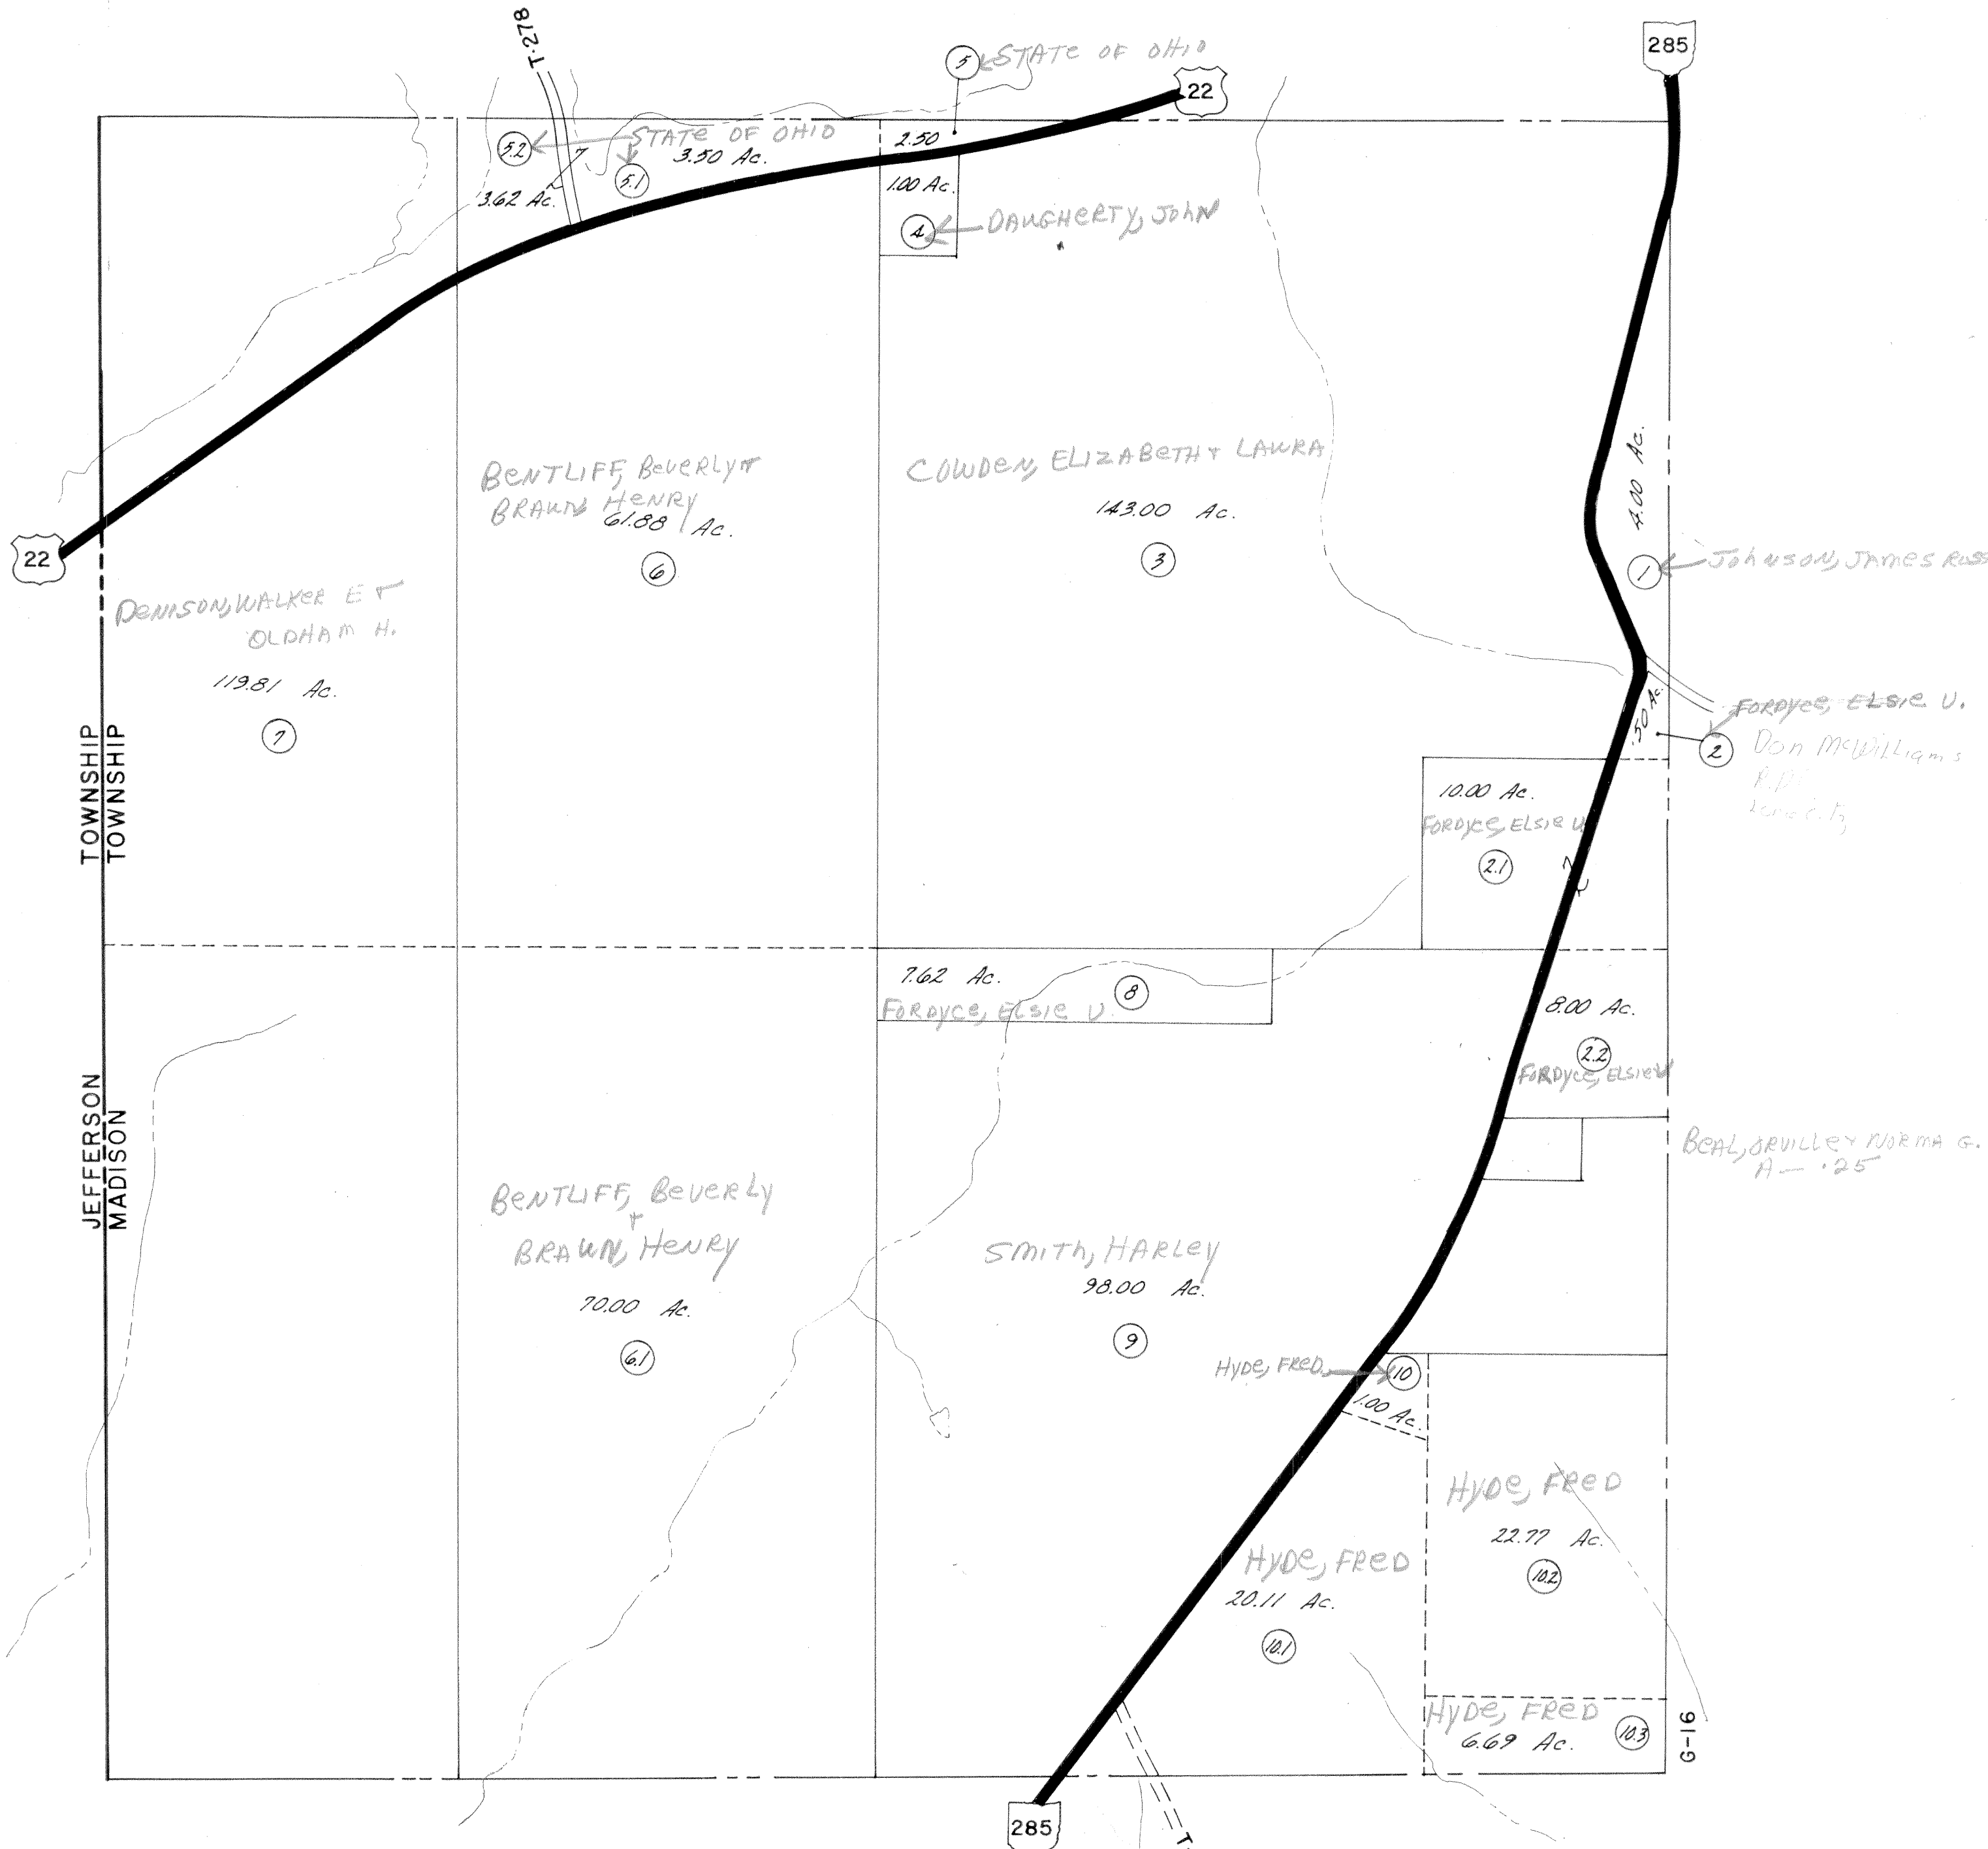 T-278
5
STATE OF OHIO
285
22
5.2
STATE OF OHIO
2.50
3.50 Ac.
5.1
3.62 Ac.
1.00 Ac.
4
DAUGHERTY, JOHN
BENTLIFF, BEVERLY +
BRAUN, HENRY
61.88 Ac.
6
COWDEN, ELIZABETH + LAURA
143.00 Ac.
3
4.00 Ac.
1
JOHNSON, JAMES ROSS
22
DENISON, WALKER E +
OLDHAM H.
119.81 Ac.
7
.50 Ac.
FORDYCE, ELSIE U.
2
Don McWilliams
TOWNSHIP
TOWNSHIP
10.00 Ac.
FORDYCE, ELSIE U
2.1
7.62 Ac.
8
FORDYCE, ELSIE U.
8.00 Ac.
2.2
FORDYCE, ELSIE U
JEFFERSON
MADISON
BEAL, ORVILLE + NORMA G.
A — .25
BENTLIFF, BEVERLY
+
BRAUN, HENRY
70.00 Ac.
6.1
SMITH, HARLEY
98.00 Ac.
9
HYDE, FRED
10
1.00 Ac.
HYDE, FRED
22.77 Ac.
10.2
HYDE, FRED
20.11 Ac.
10.1
HYDE, FRED
6.69 Ac.
10.3
G-16
285
T.